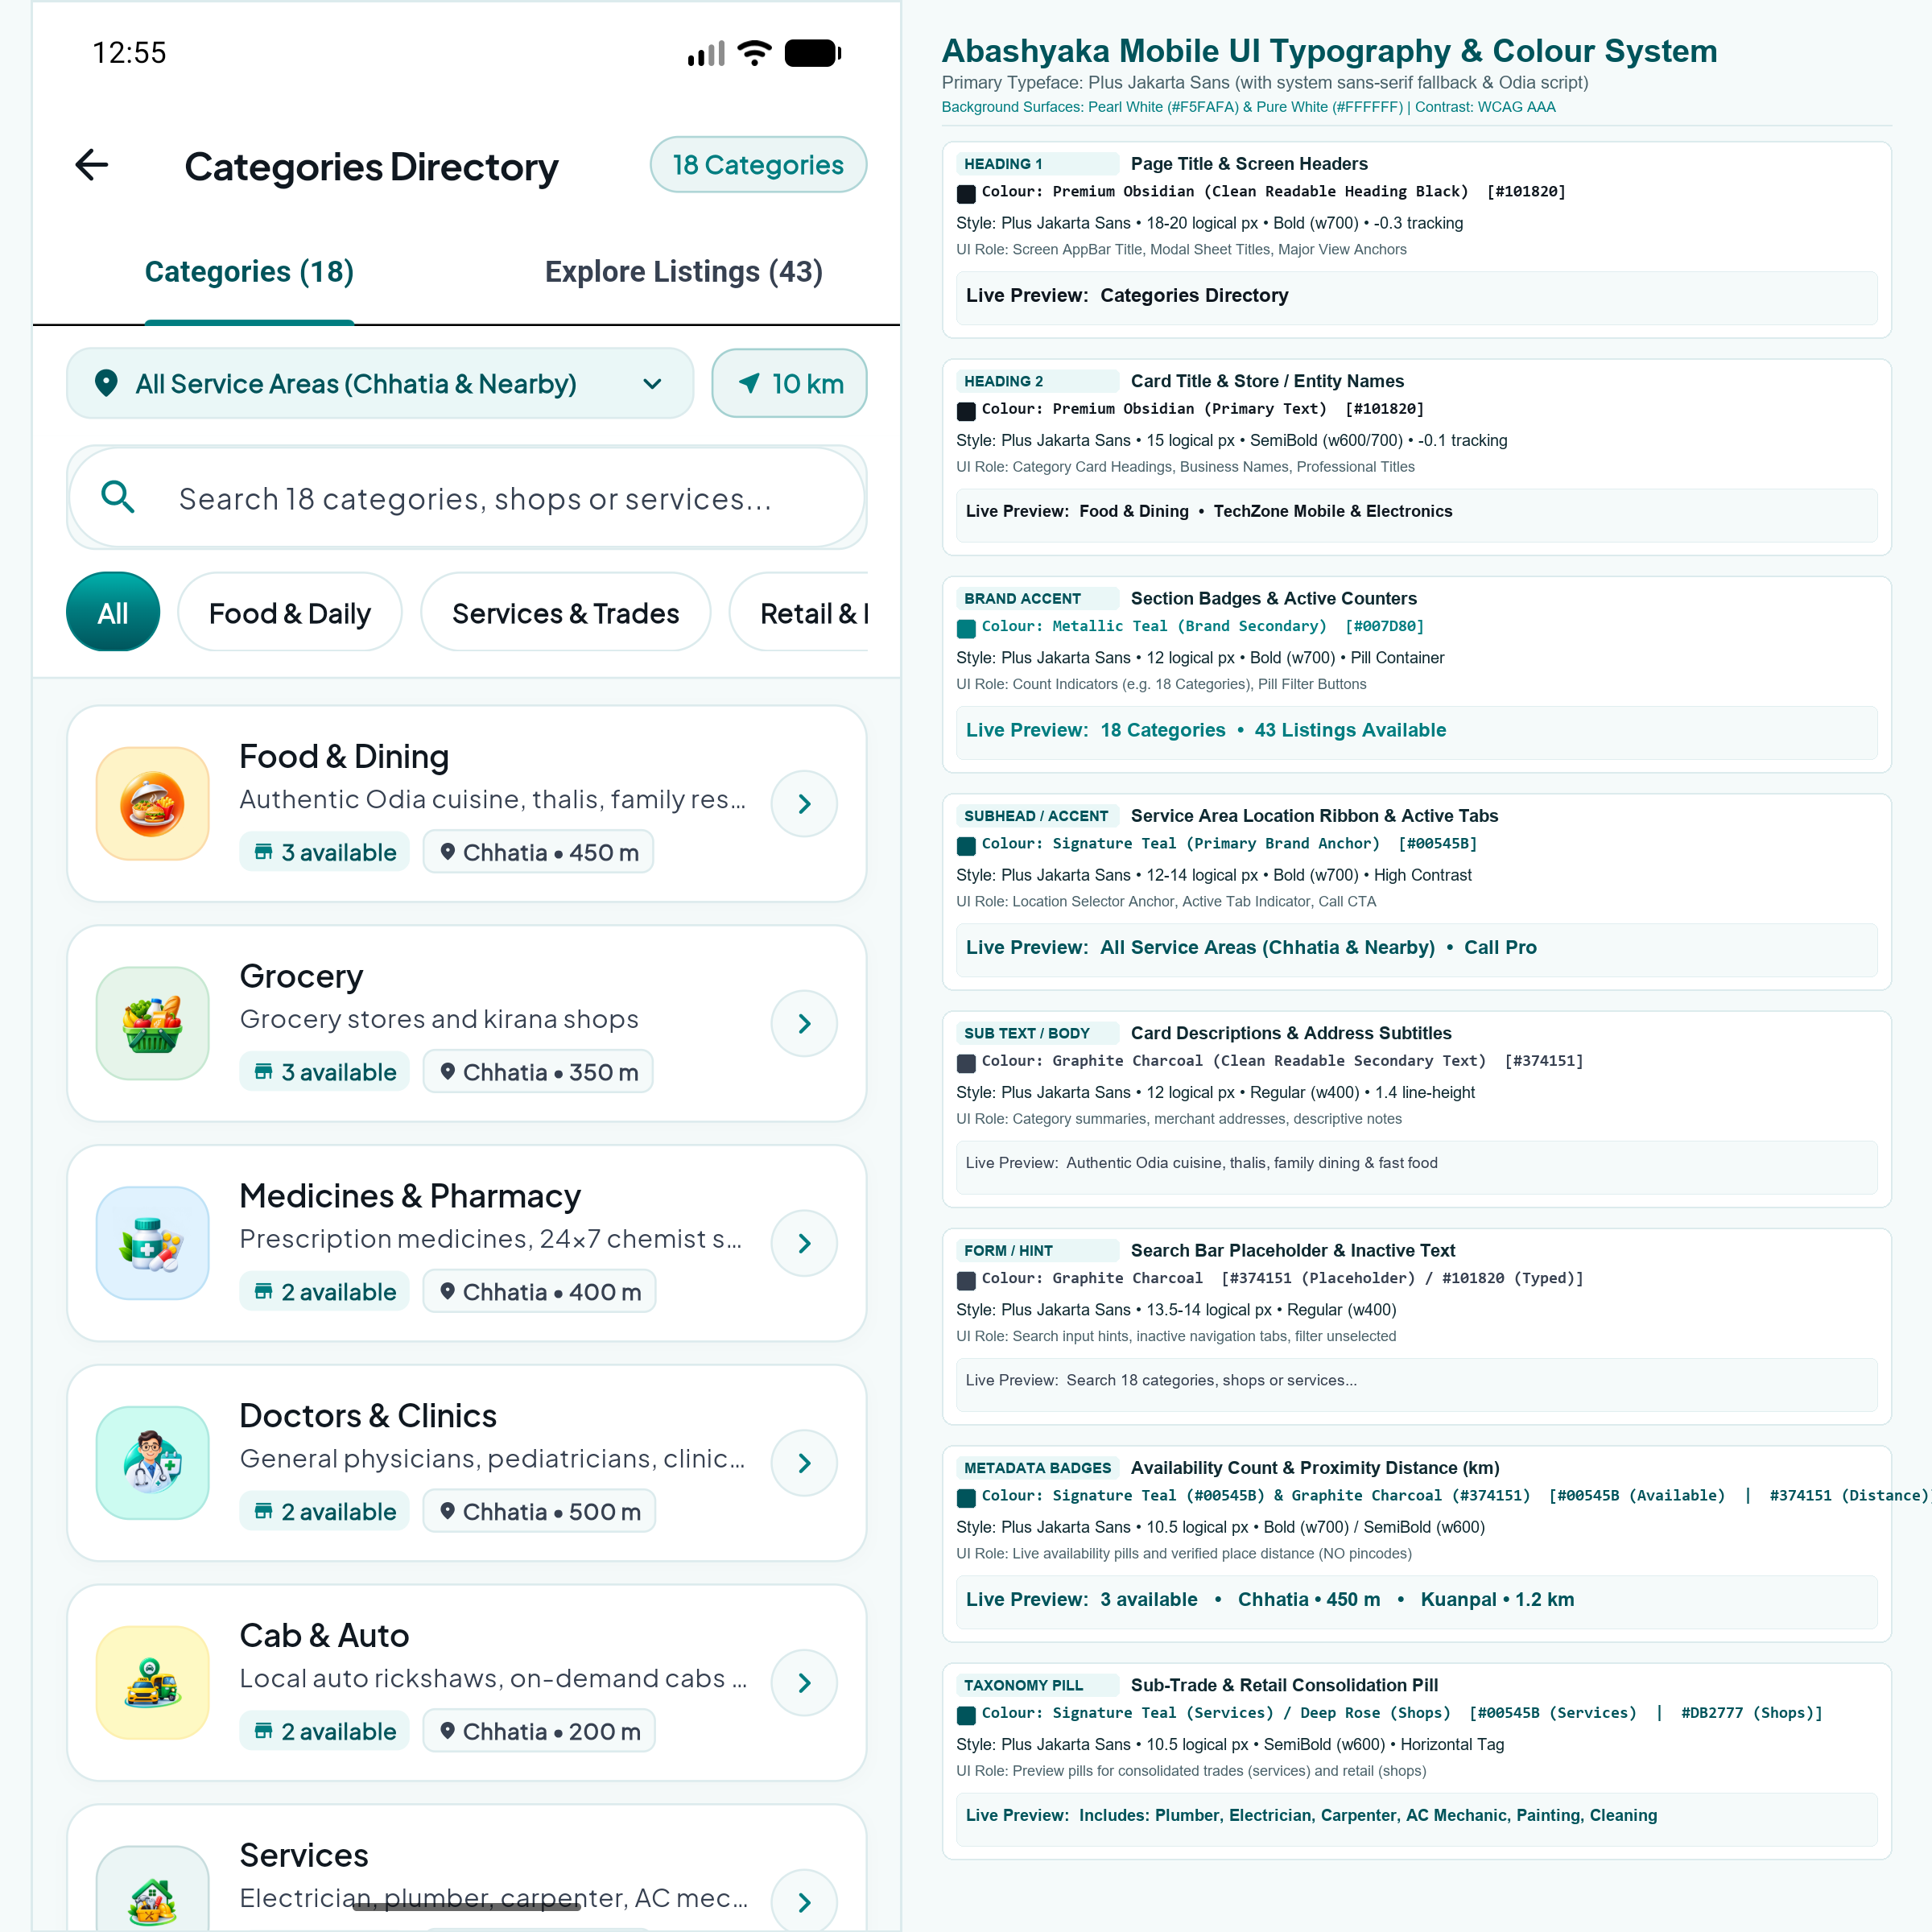 12:55
Categories Directory
18 Categories
Categories (18)
Explore Listings (43)
All Service Areas (Chhatia & Nearby)
10 km
Search 18 categories, shops or services...
All
Food & Daily
Services & Trades
Retail &
Food & Dining
Authentic Odia cuisine, thalis, family res...
3 available
Chhatia • 450 m
Grocery
Grocery stores and kirana shops
3 available
Chhatia • 350 m
Medicines & Pharmacy
Prescription medicines, 24×7 chemist s...
2 available
Chhatia • 400 m
Doctors & Clinics
General physicians, pediatricians, clinic...
2 available
Chhatia • 500 m
Cab & Auto
Local auto rickshaws, on-demand cabs ...
2 available
Chhatia • 200 m
Services
Electrician, plumber, carpenter, AC mec...
Abashyaka Mobile UI Typography & Colour System
Primary Typeface: Plus Jakarta Sans (with system sans-serif fallback & Odia script)
Background Surfaces: Pearl White (#F5FAFA) & Pure White (#FFFFFF) | Contrast: WCAG AAA
HEADING 1 Page Title & Screen Headers
Colour: Premium Obsidian (Clean Readable Heading Black) [#101820]
Style: Plus Jakarta Sans • 18-20 logical px • Bold (w700) • -0.3 tracking
UI Role: Screen AppBar Title, Modal Sheet Titles, Major View Anchors
Live Preview: Categories Directory
HEADING 2 Card Title & Store / Entity Names
Colour: Premium Obsidian (Primary Text) [#101820]
Style: Plus Jakarta Sans • 15 logical px • SemiBold (w600/700) • -0.1 tracking
UI Role: Category Card Headings, Business Names, Professional Titles
Live Preview: Food & Dining • TechZone Mobile & Electronics
BRAND ACCENT Section Badges & Active Counters
Colour: Metallic Teal (Brand Secondary) [#007D80]
Style: Plus Jakarta Sans • 12 logical px • Bold (w700) • Pill Container
UI Role: Count Indicators (e.g. 18 Categories), Pill Filter Buttons
Live Preview: 18 Categories • 43 Listings Available
SUBHEAD / ACCENT Service Area Location Ribbon & Active Tabs
Colour: Signature Teal (Primary Brand Anchor) [#00545B]
Style: Plus Jakarta Sans • 12-14 logical px • Bold (w700) • High Contrast
UI Role: Location Selector Anchor, Active Tab Indicator, Call CTA
Live Preview: All Service Areas (Chhatia & Nearby) • Call Pro
SUB TEXT / BODY Card Descriptions & Address Subtitles
Colour: Graphite Charcoal (Clean Readable Secondary Text) [#374151]
Style: Plus Jakarta Sans • 12 logical px • Regular (w400) • 1.4 line-height
UI Role: Category summaries, merchant addresses, descriptive notes
Live Preview: Authentic Odia cuisine, thalis, family dining & fast food
FORM / HINT Search Bar Placeholder & Inactive Text
Colour: Graphite Charcoal [#374151 (Placeholder) / #101820 (Typed)]
Style: Plus Jakarta Sans • 13.5-14 logical px • Regular (w400)
UI Role: Search input hints, inactive navigation tabs, filter unselected
Live Preview: Search 18 categories, shops or services...
METADATA BADGES Availability Count & Proximity Distance (km)
Colour: Signature Teal (#00545B) & Graphite Charcoal (#374151) [#00545B (Available) | #374151 (Distance)
Style: Plus Jakarta Sans • 10.5 logical px • Bold (w700) / SemiBold (w600)
UI Role: Live availability pills and verified place distance (NO pincodes)
Live Preview: 3 available • Chhatia • 450 m • Kuanpal • 1.2 km
TAXONOMY PILL Sub-Trade & Retail Consolidation Pill
Colour: Signature Teal (Services) / Deep Rose (Shops) [#00545B (Services) | #DB2777 (Shops)]
Style: Plus Jakarta Sans • 10.5 logical px • SemiBold (w600) • Horizontal Tag
UI Role: Preview pills for consolidated trades (services) and retail (shops)
Live Preview: Includes: Plumber, Electrician, Carpenter, AC Mechanic, Painting, Cleaning